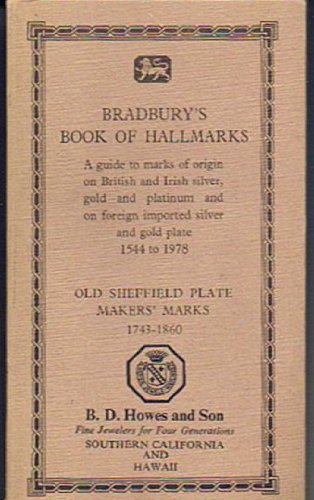 BRADBURY'S
BOOK OF HALLMARKS
A guide to marks of origin
on British and Irish silver,
gold and platinum and
on foreign imported silver
and gold plate
1544 to 1978
OLD SHEFFIELD PLATE
MAKERS' MARKS
1743-1860
B. D. Howes and Son
Fine Jewelers for Four Generations
SOUTHERN CALIFORNIA
AND
HAWAII